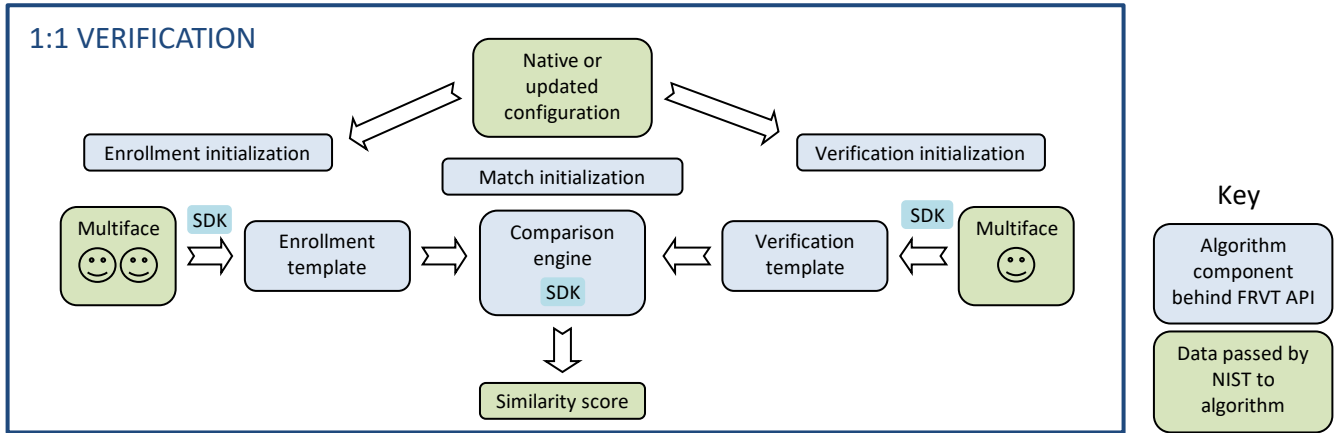 1:1 VERIFICATION
Native or
updated
configuration
Enrollment initialization
Verification initialization
Match initialization
Multiface
SDK
Enrollment
template
Comparison
engine
SDK
Verification
template
SDK
Multiface
Similarity score
Key
Algorithm
component
behind FRVT API
Data passed by
NIST to
algorithm